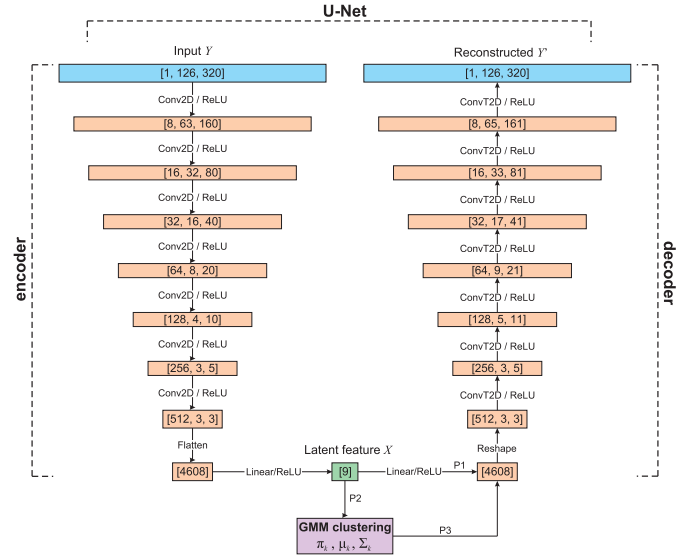 U-Net
Input Y
Reconstructed Y'
[1, 126, 320]
[1, 126, 320]
Conv2D / ReLU
ConvT2D / ReLU
[8, 63, 160]
[8, 65, 161]
Conv2D / ReLU
ConvT2D / ReLU
[16, 32, 80]
[16, 33, 81]
Conv2D / ReLU
ConvT2D / ReLU
[32, 16, 40]
[32, 17, 41]
Conv2D / ReLU
ConvT2D / ReLU
encoder
decoder
[64, 8, 20]
[64, 9, 21]
Conv2D / ReLU
ConvT2D / ReLU
[128, 4, 10]
[128, 5, 11]
Conv2D / ReLU
ConvT2D / ReLU
[256, 3, 5]
[256, 3, 5]
Conv2D / ReLU
ConvT2D / ReLU
[512, 3, 3]
[512, 3, 3]
Flatten
Latent feature X
Reshape
[4608]
Linear/ReLU
[9]
Linear/ReLU
P1
[4608]
P2
GMM clustering
π_k , μ_k, Σ_k
P3